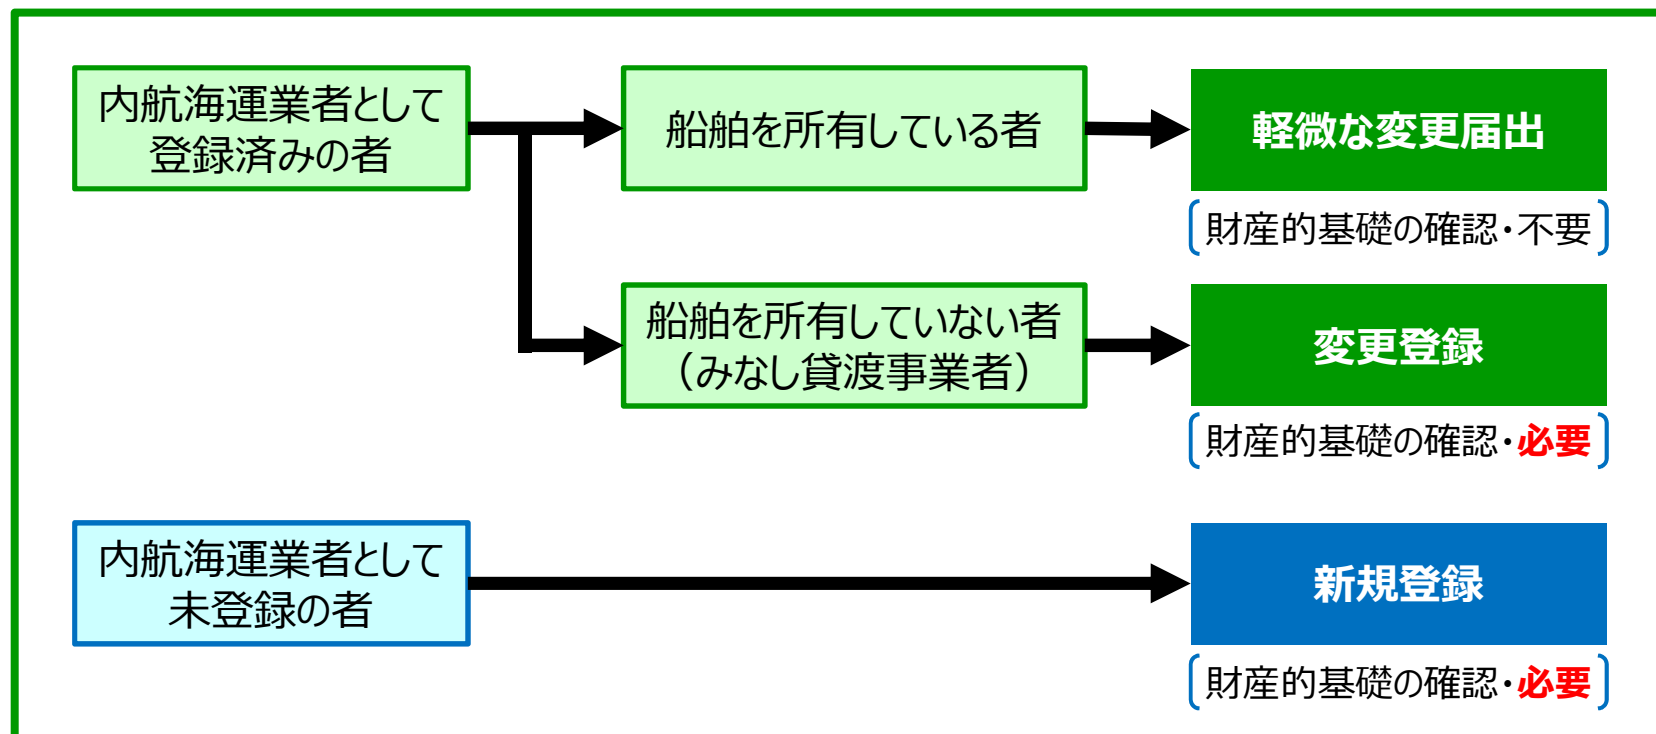 内航海運業者として
登録済みの者
船舶を所有している者
軽微な変更届出
財産的基礎の確認・不要
船舶を所有していない者
（みなし貸渡事業者）
変更登録
財産的基礎の確認・必要
内航海運業者として
未登録の者
新規登録
財産的基礎の確認・必要